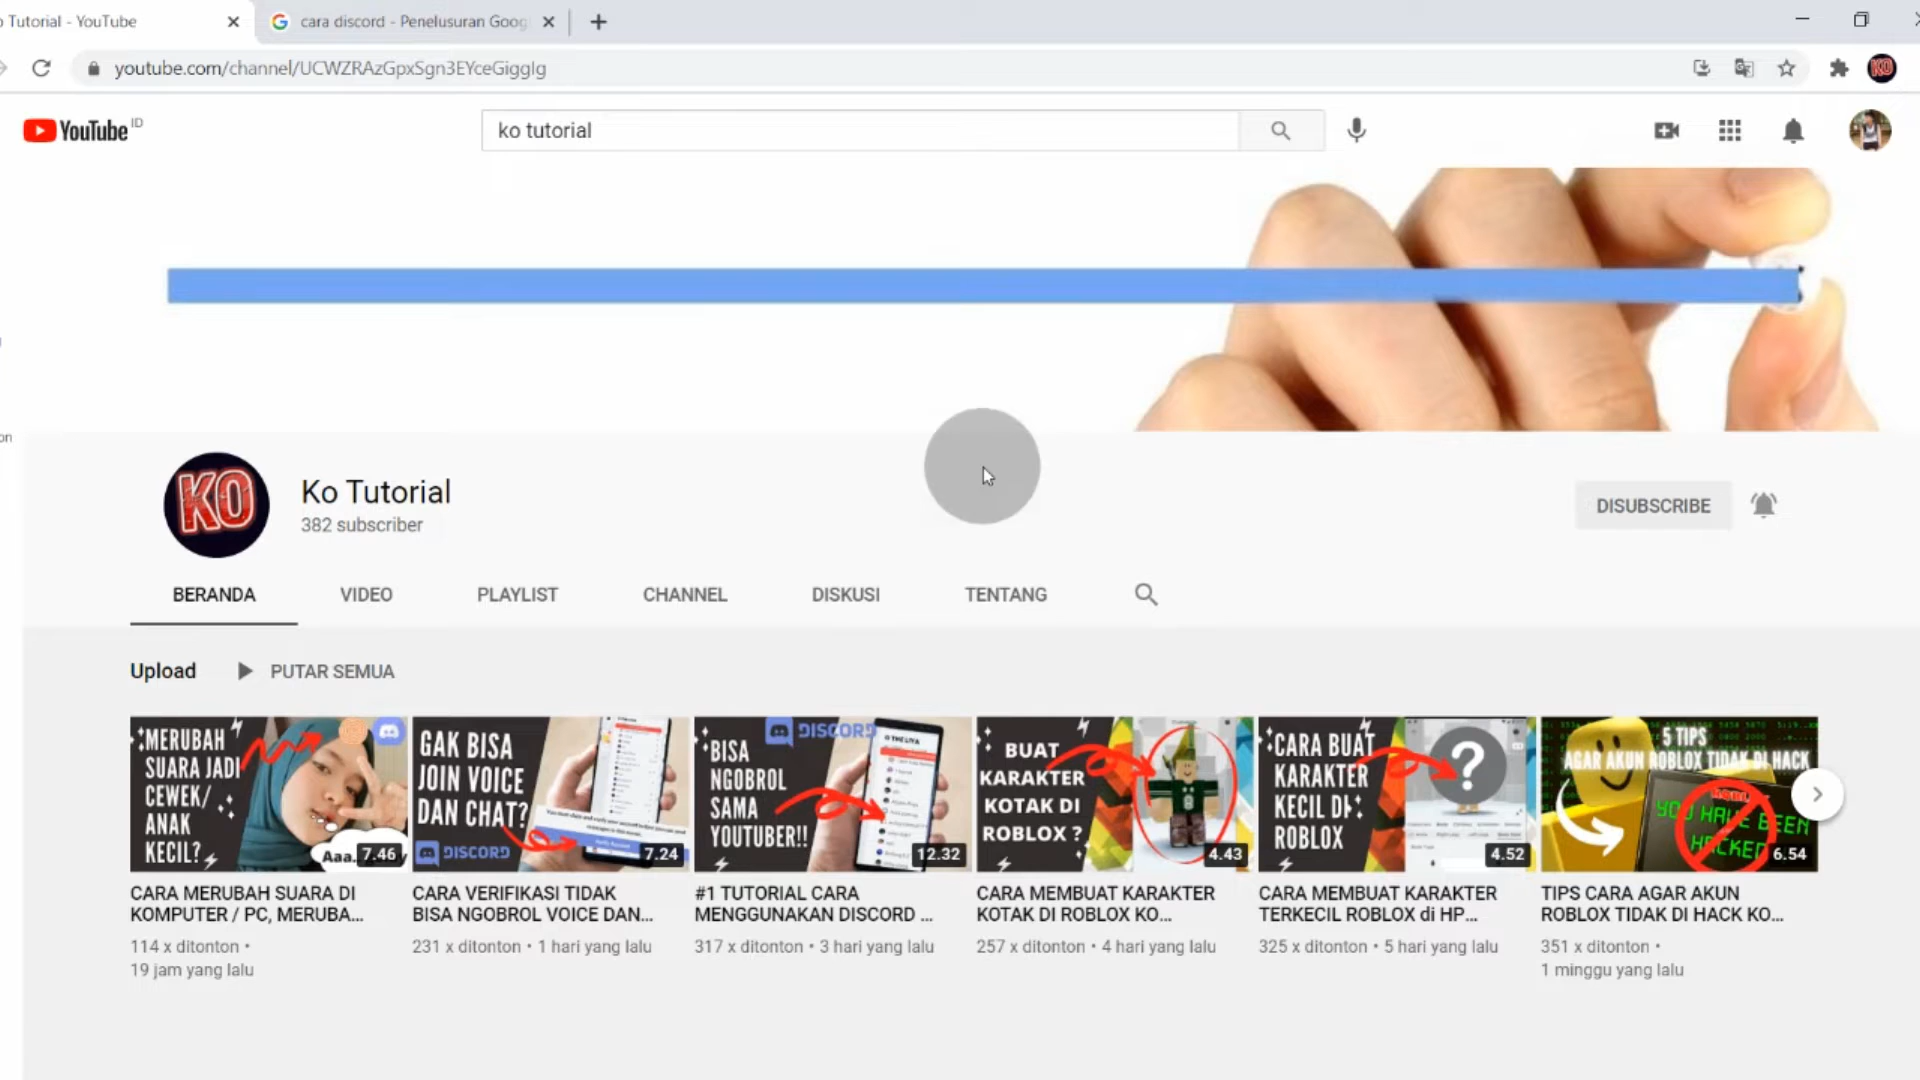 o Tutorial - YouTube
cara discord - Penelusuran Goog
youtube.com/channel/UCWZRAzGpxSgn3EYceGigglg
KO
YouTube ID
ko tutorial
on
KO
Ko Tutorial
382 subscriber
DISUBSCRIBE
BERANDA
VIDEO
PLAYLIST
CHANNEL
DISKUSI
TENTANG
Upload
PUTAR SEMUA
MERUBAH
SUARA JADI
CEWEK/
ANAK
KECIL?
Aaa..
7.46
CARA MERUBAH SUARA DI
KOMPUTER / PC, MERUBA...
114 x ditonton •
19 jam yang lalu
GAK BISA
JOIN VOICE
DAN CHAT?
DISCORD
7.24
CARA VERIFIKASI TIDAK
BISA NGOBROL VOICE DAN...
231 x ditonton • 1 hari yang lalu
DISCORD
BISA
NGOBROL
SAMA
YOUTUBER!!
12.32
#1 TUTORIAL CARA
MENGGUNAKAN DISCORD ...
317 x ditonton • 3 hari yang lalu
BUAT
KARAKTER
KOTAK DI
ROBLOX ?
4.43
CARA MEMBUAT KARAKTER
KOTAK DI ROBLOX KO...
257 x ditonton • 4 hari yang lalu
CARA BUAT
KARAKTER
KECIL DI
ROBLOX
?
4.52
CARA MEMBUAT KARAKTER
TERKECIL ROBLOX di HP...
325 x ditonton • 5 hari yang lalu
5 TIPS
AGAR AKUN ROBLOX TIDAK DI HACK
YOU HAVE BEEN
HACKED
6.54
TIPS CARA AGAR AKUN
ROBLOX TIDAK DI HACK KO...
351 x ditonton •
1 minggu yang lalu